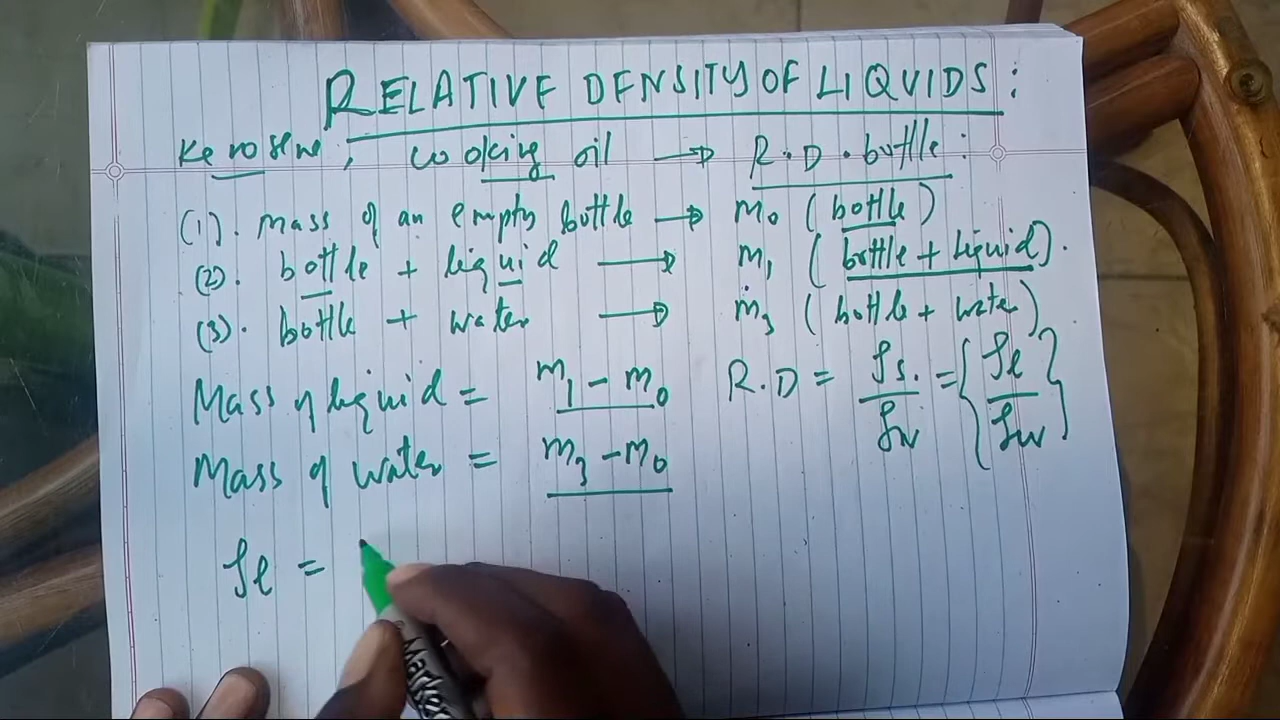 RELATIVE DENSITY OF LIQUIDS:
Kerosene, cooking oil → R.D. bottle:
(1). Mass of an empty bottle → m₀ (bottle)
(2). bottle + liquid → m₁ (bottle + liquid).
(3). bottle + water → m₃ (bottle + water)
Mass of liquid = m₁ - m₀
R.D = ρs. / ρw = { ρl / ρw }
Mass of water = m₃ - m₀
ρl =
Marker